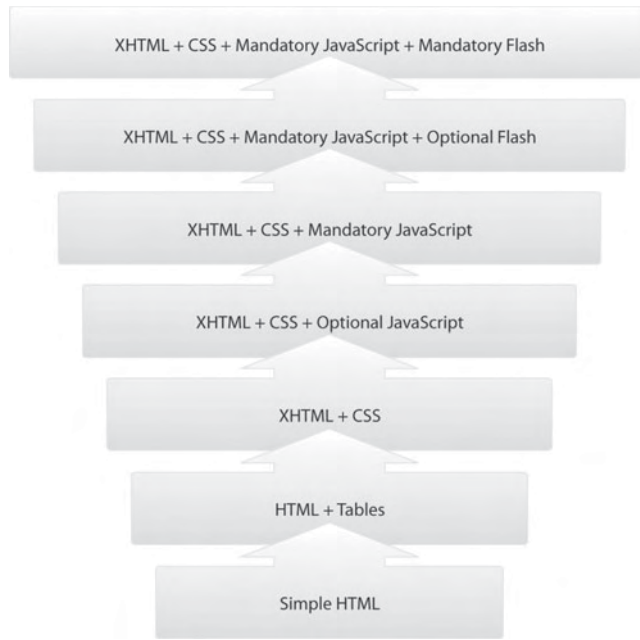 XHTML + CSS + Mandatory JavaScript + Mandatory Flash
XHTML + CSS + Mandatory JavaScript + Optional Flash
XHTML + CSS + Mandatory JavaScript
XHTML + CSS + Optional JavaScript
XHTML + CSS
HTML + Tables
Simple HTML